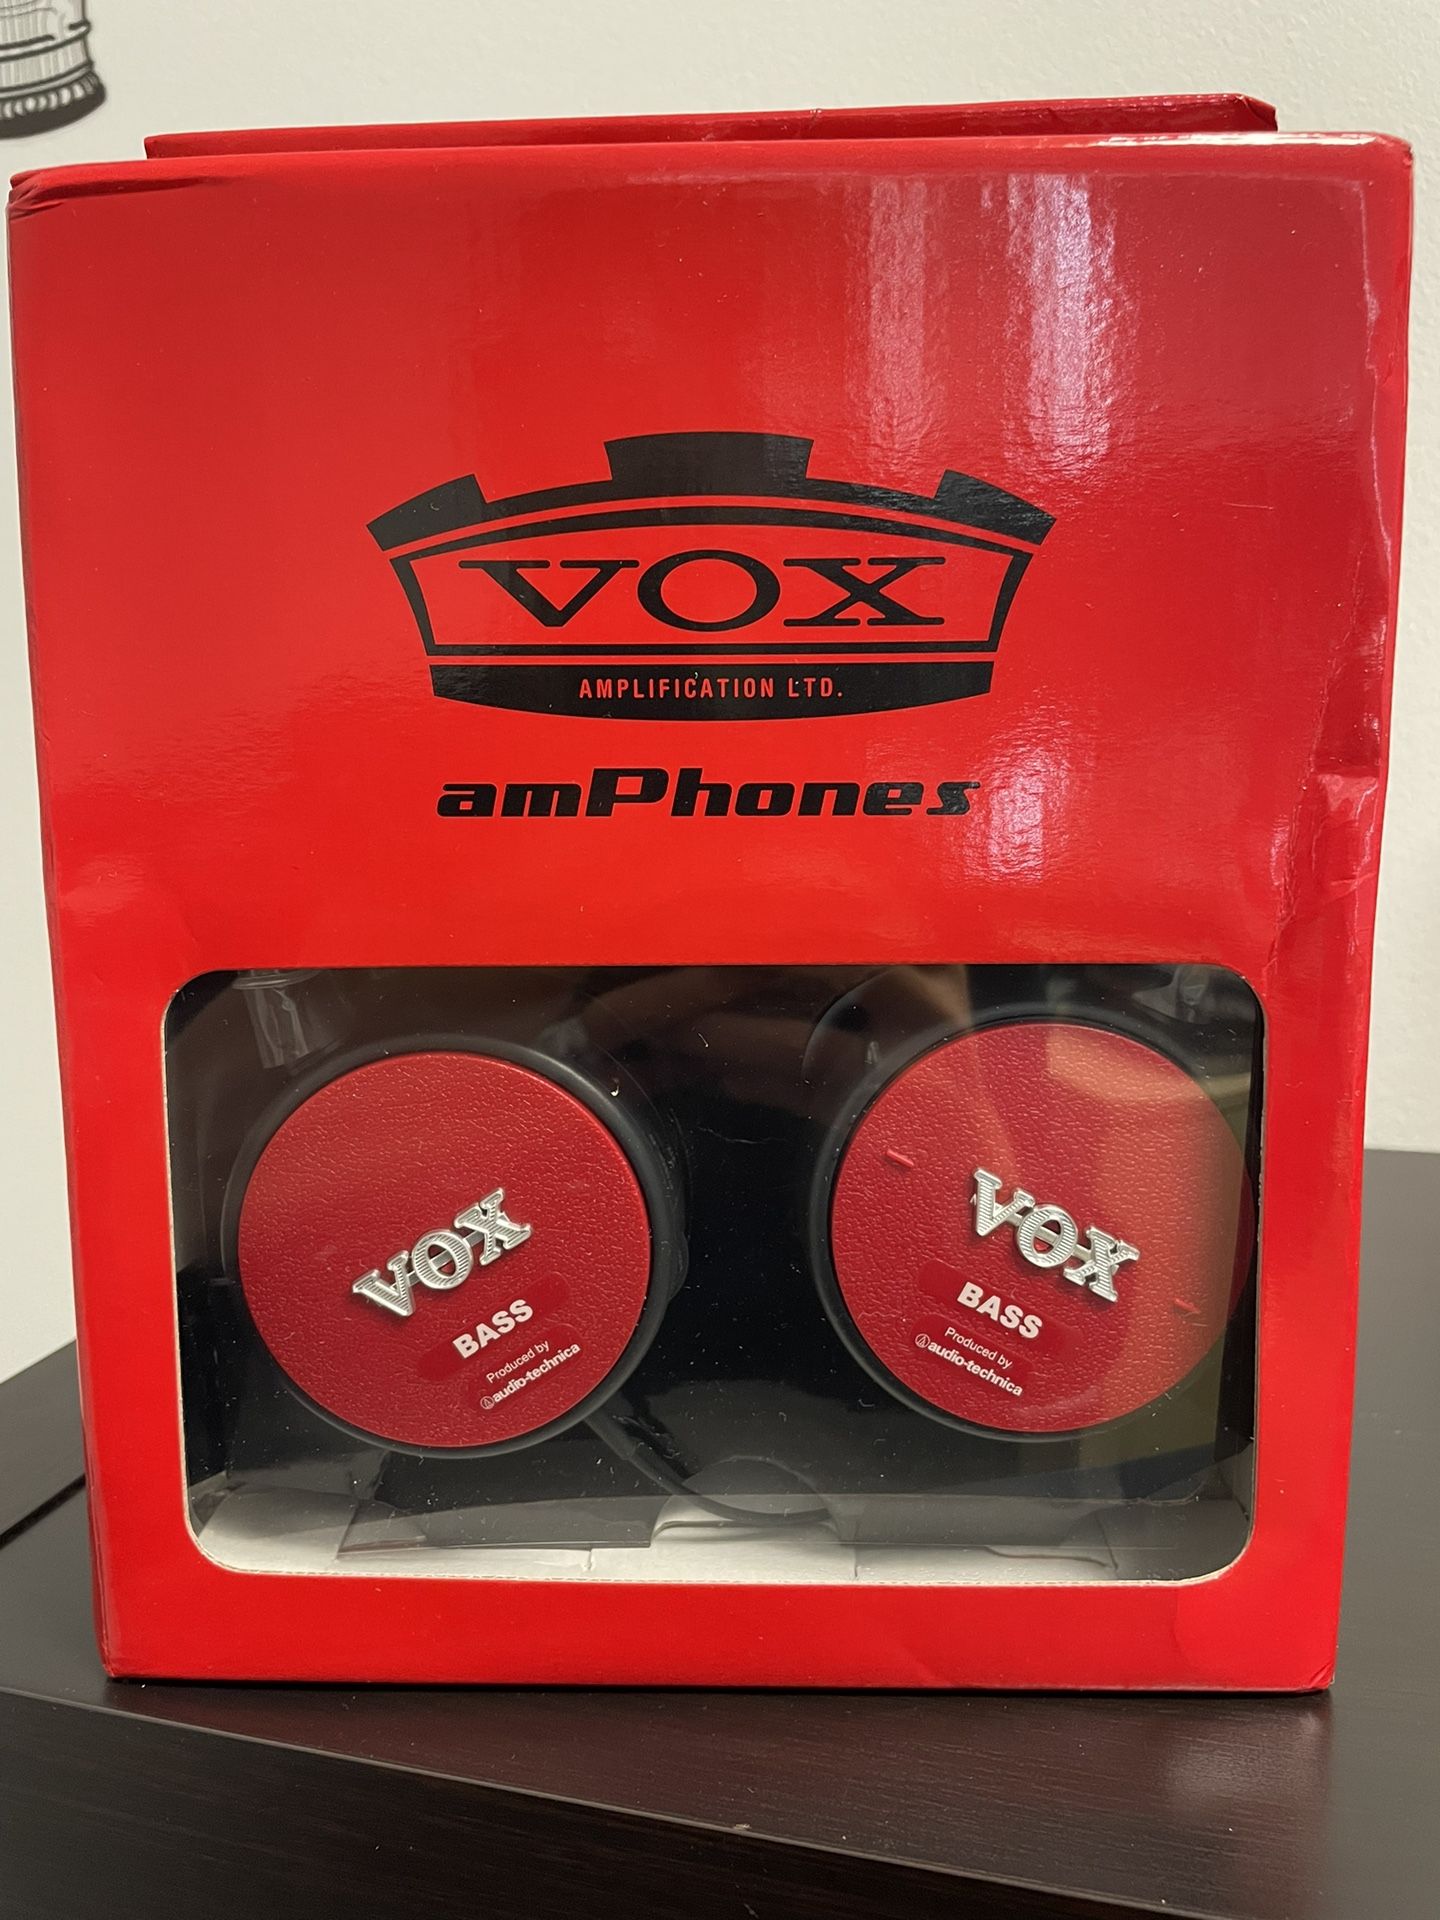 VOX
AMPLIFICATION LTD.
amPhones
VOX
BASS
Produced by
audio-technica
VOX
BASS
Produced by
audio-technica